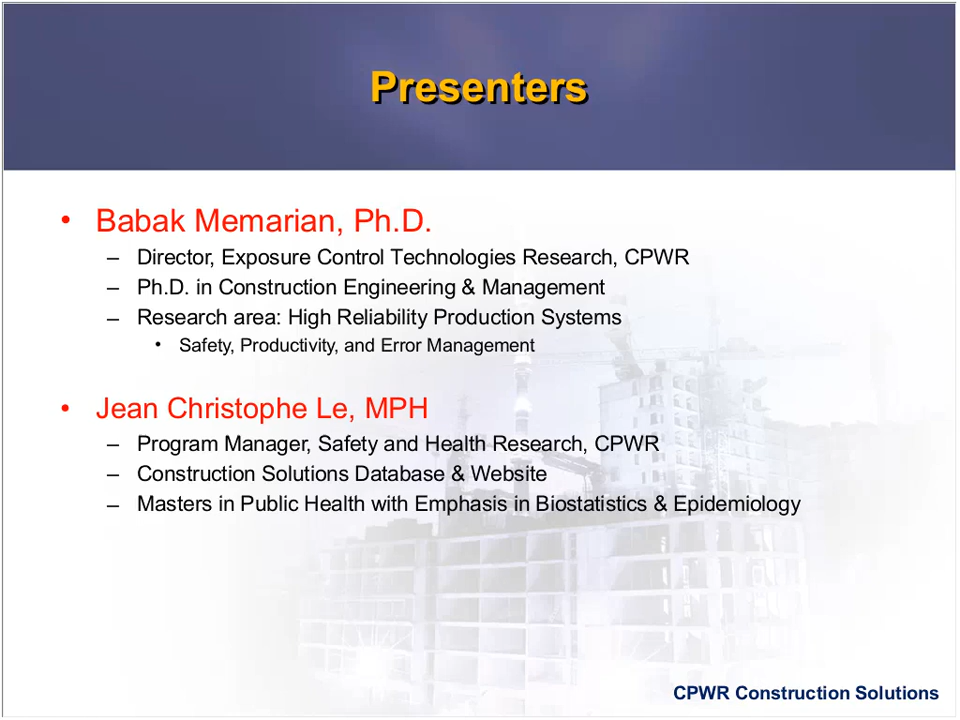 Presenters
• Babak Memarian, Ph.D.
– Director, Exposure Control Technologies Research, CPWR
– Ph.D. in Construction Engineering & Management
– Research area: High Reliability Production Systems
• Safety, Productivity, and Error Management
• Jean Christophe Le, MPH
– Program Manager, Safety and Health Research, CPWR
– Construction Solutions Database & Website
– Masters in Public Health with Emphasis in Biostatistics & Epidemiology
CPWR Construction Solutions